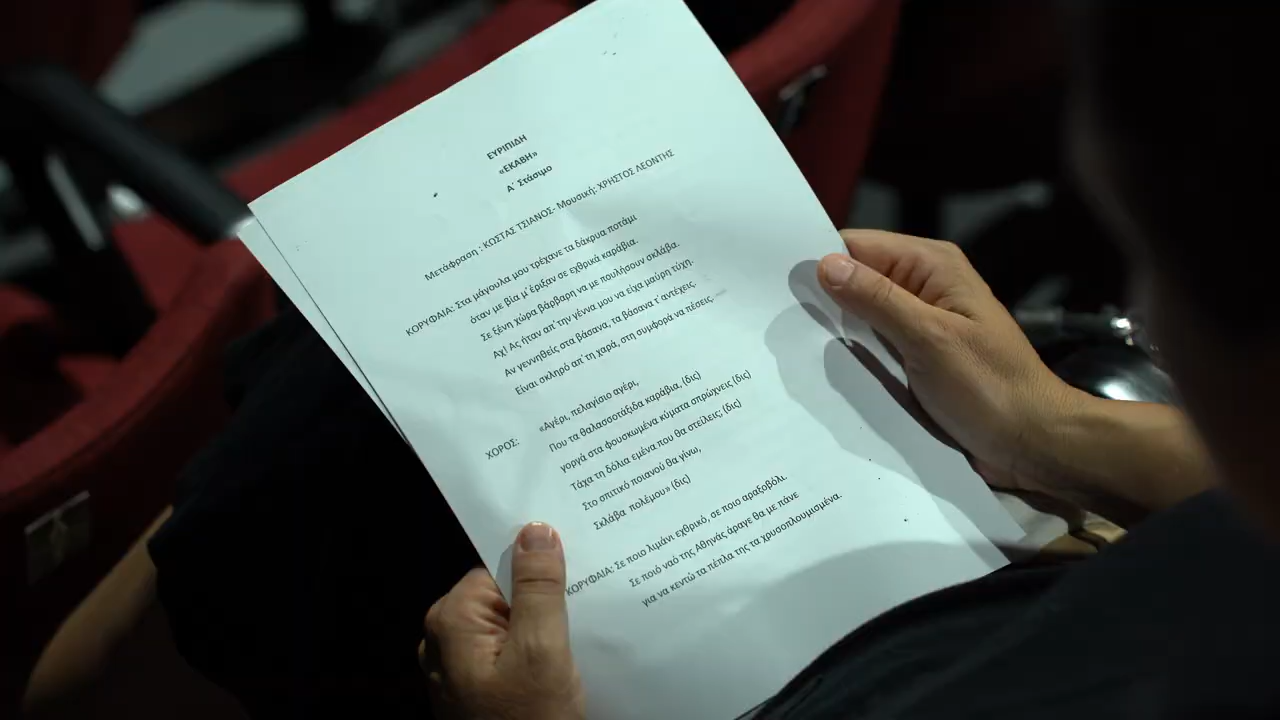 ΕΥΡΙΠΙΔΗ
«ΕΚΑΒΗ»
Α΄ Στάσιμο
Μετάφραση : ΚΩΣΤΑΣ ΤΣΙΑΝΟΣ- Μουσική: ΧΡΗΣΤΟΣ ΛΕΟΝΤΗΣ
ΚΟΡΥΦΑΙΑ: Στα μάγουλα μου τρέχανε τα δάκρυα ποτάμι
όταν με βία μ' έριξαν σε εχθρικά καράβια.
Σε ξένη χώρα βάρβαρη να με πουλήσουν σκλάβα.
Αχ! Ας ήταν απ' την γέννα μου να είχα μαύρη τύχη.
Αν γεννηθείς στα βάσανα, τα βάσανα τ' αντέχεις.
Είναι σκληρό απ' τη χαρά, στη συμφορά να πέσεις.
«Αγέρι, πελαγίσιο αγέρι,
Που τα θαλασσοτάξιδα καράβια. (δις)
ΧΟΡΟΣ: γοργά στα φουσκωμένα κύματα σπρώχνεις (δις)
Τάχα τη δόλια εμένα που θα στείλεις; (δις)
Στο σπιτικό ποιανού θα γίνω,
Σκλάβα πολέμου» (δις)
ΚΟΡΥΦΑΙΑ: Σε ποιο λιμάνι εχθρικό, σε ποιο αραξοβόλι.
Σε ποιό ναό της Αθηνάς άραγε θα με πάνε
για να κεντώ τα πέπλα της τα χρυσοπλουμισμένα.